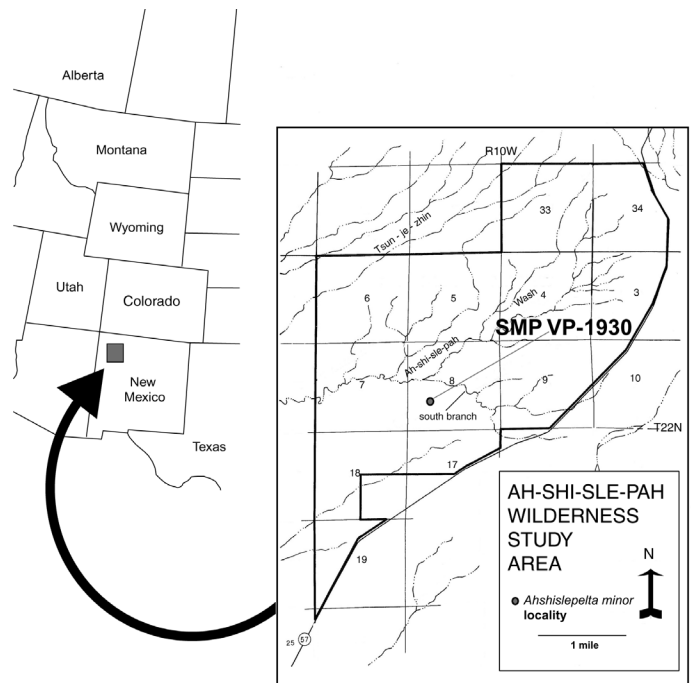 Alberta
Montana
Wyoming
Utah
Colorado
New
Mexico
Texas
R10W
33
34
Tsun - je - zhin
6
5
4
3
Wash
SMP VP-1930
Ah-shi-sle-pah
7
8
9
10
south branch
T22N
18
17
19
25
57
AH-SHI-SLE-PAH
WILDERNESS
STUDY
AREA
N
Ahshislepelta minor
locality
1 mile